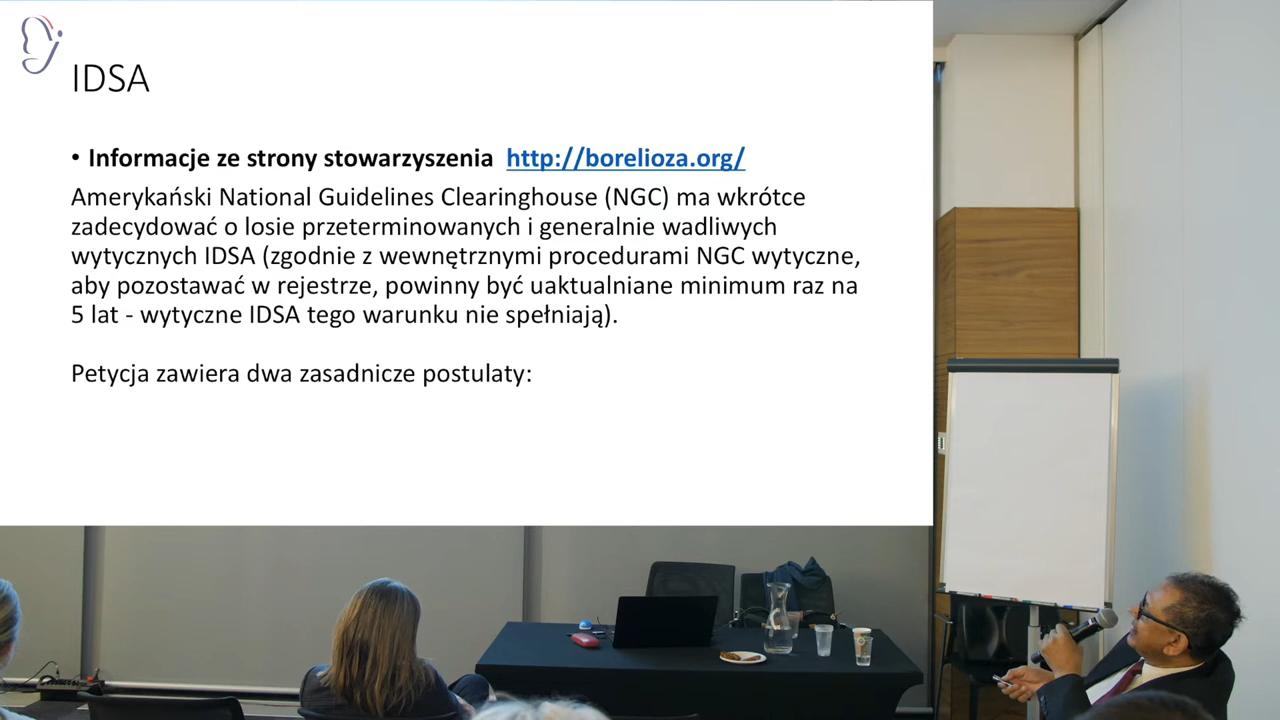 IDSA
• Informacje ze strony stowarzyszenia http://borelioza.org/
Amerykański National Guidelines Clearinghouse (NGC) ma wkrótce
zadecydować o losie przeterminowanych i generalnie wadliwych
wytycznych IDSA (zgodnie z wewnętrznymi procedurami NGC wytyczne,
aby pozostawać w rejestrze, powinny być uaktualniane minimum raz na
5 lat - wytyczne IDSA tego warunku nie spełniają).
Petycja zawiera dwa zasadnicze postulaty: